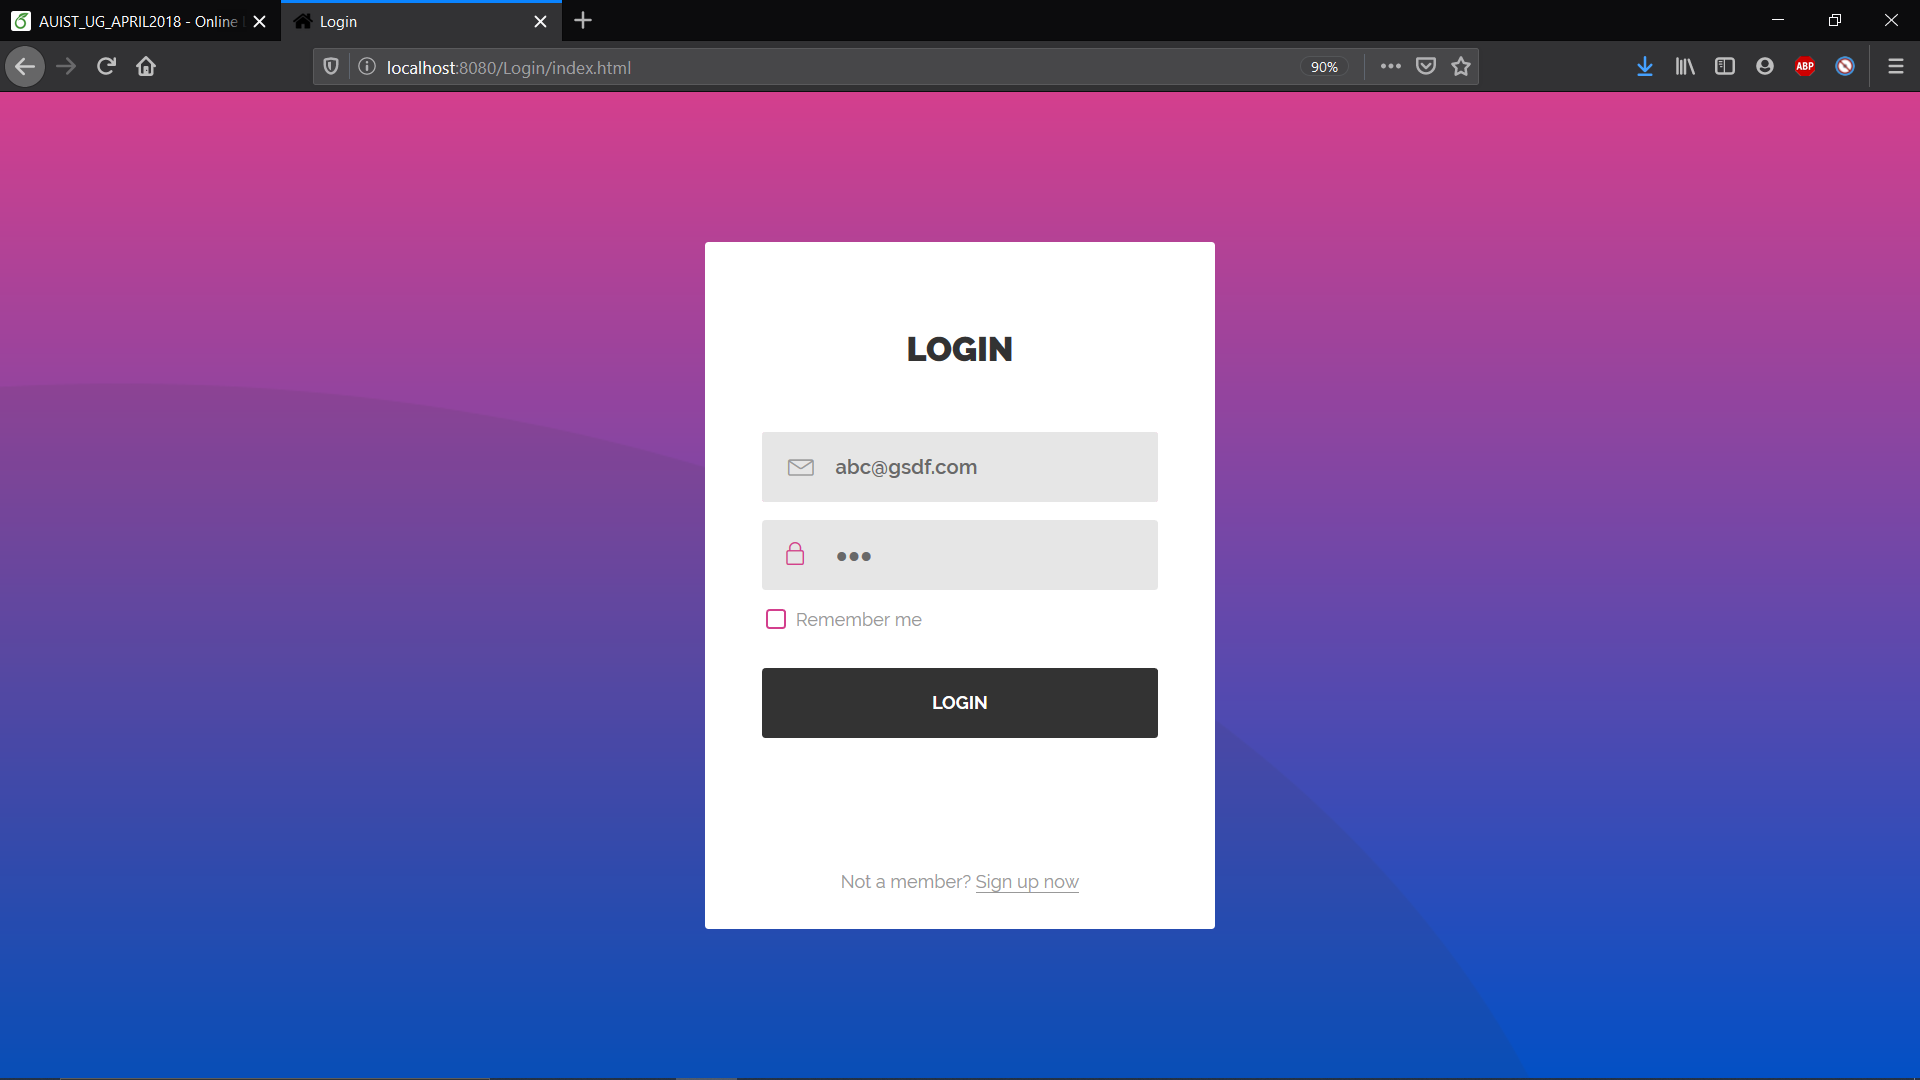 AUIST_UG_APRIL2018 - Online
Login
localhost:8080/Login/index.html
90%
ABP
LOGIN
abc@gsdf.com
Remember me
LOGIN
Not a member? Sign up now